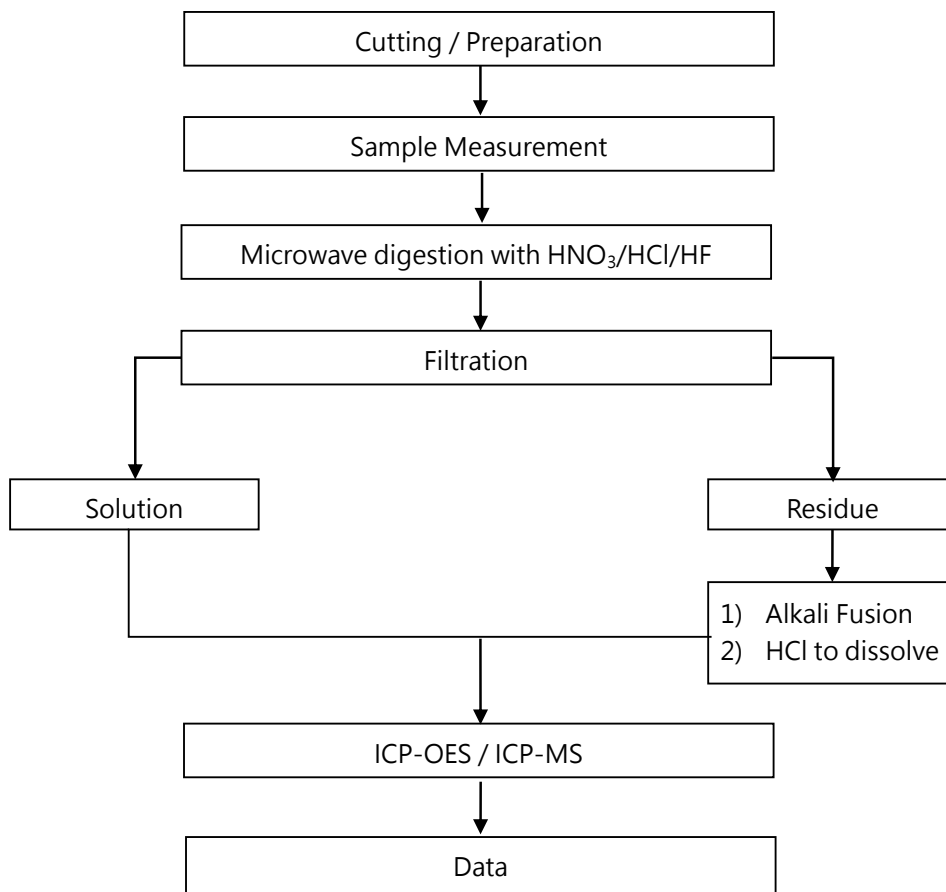 Cutting / Preparation
Sample Measurement
Microwave digestion with HNO₃/HCl/HF
Filtration
Solution
Residue
1) Alkali Fusion
2) HCl to dissolve
ICP-OES / ICP-MS
Data